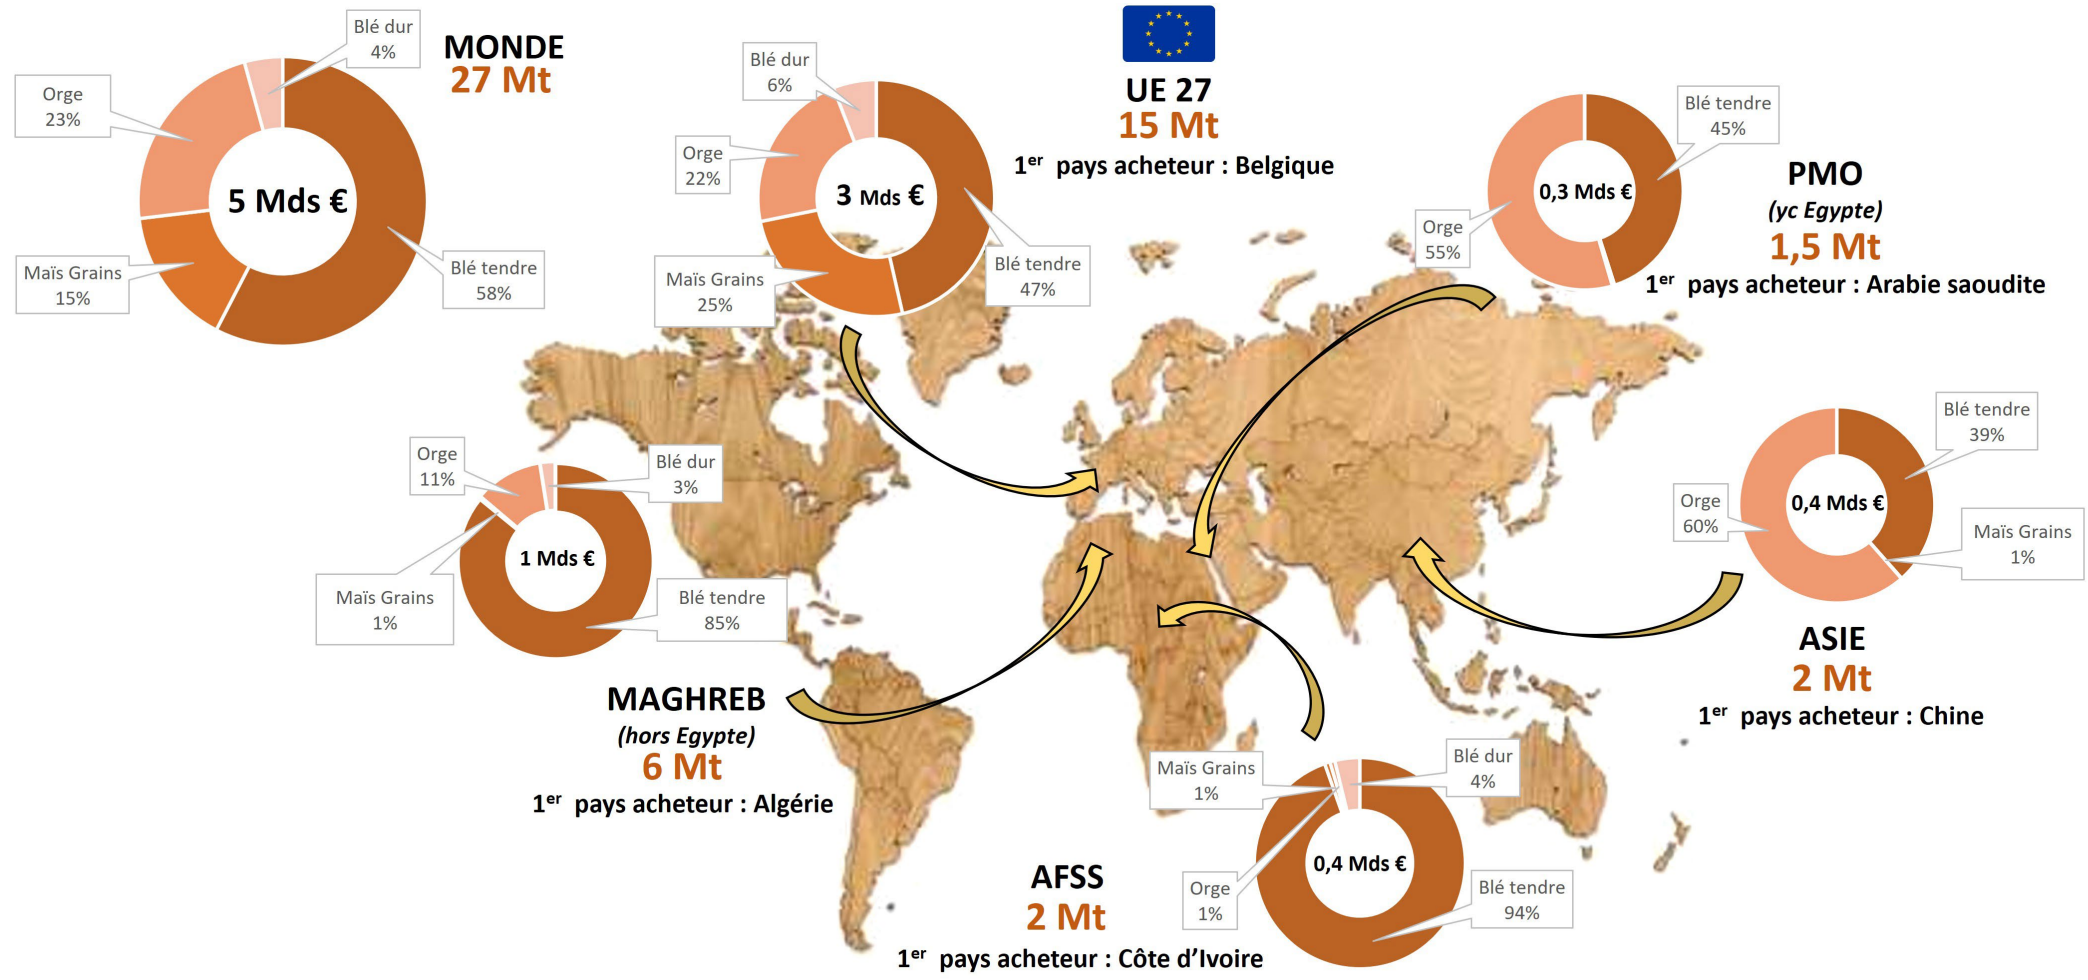 MONDE
27 Mt
Blé dur
4%
Orge
23%
Maïs Grains
15%
Blé tendre
58%
5 Mds €
UE 27
15 Mt
1er pays acheteur : Belgique
Blé dur
6%
Orge
22%
Maïs Grains
25%
Blé tendre
47%
3 Mds €
PMO
(yc Egypte)
1,5 Mt
1er pays acheteur : Arabie saoudite
Blé tendre
45%
Orge
55%
0,3 Mds €
Orge
11%
Blé dur
3%
Maïs Grains
1%
Blé tendre
85%
1 Mds €
MAGHREB
(hors Egypte)
6 Mt
1er pays acheteur : Algérie
Blé tendre
39%
Orge
60%
Maïs Grains
1%
0,4 Mds €
ASIE
2 Mt
1er pays acheteur : Chine
Maïs Grains
1%
Blé dur
4%
Orge
1%
Blé tendre
94%
0,4 Mds €
AFSS
2 Mt
1er pays acheteur : Côte d’Ivoire